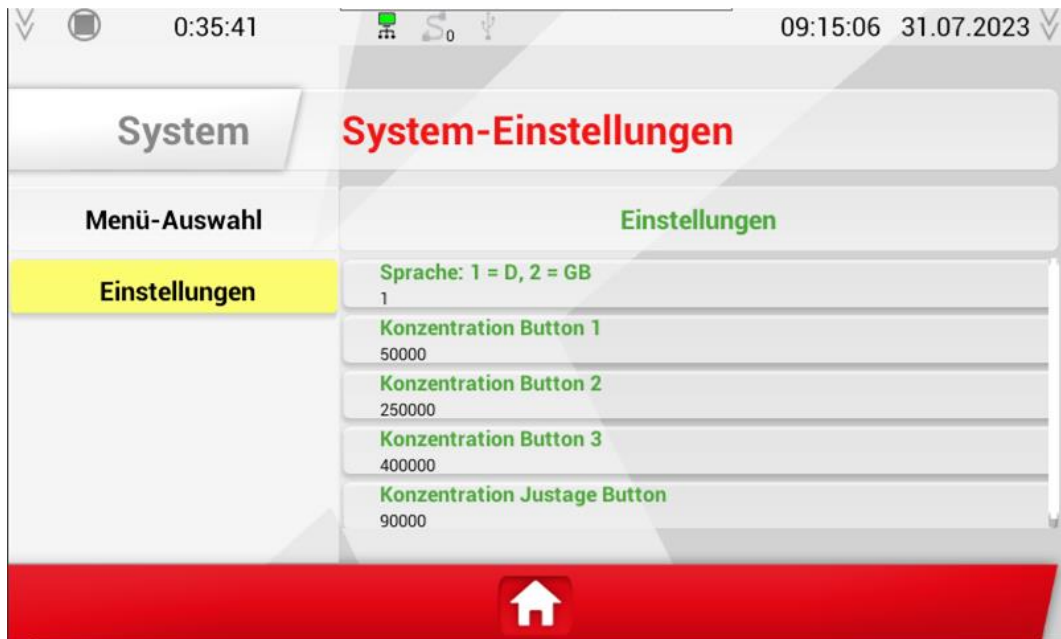 0:35:41
0
09:15:06 31.07.2023
System
System-Einstellungen
Menü-Auswahl
Einstellungen
Einstellungen
Sprache: 1 = D, 2 = GB
1
Konzentration Button 1
50000
Konzentration Button 2
250000
Konzentration Button 3
400000
Konzentration Justage Button
90000